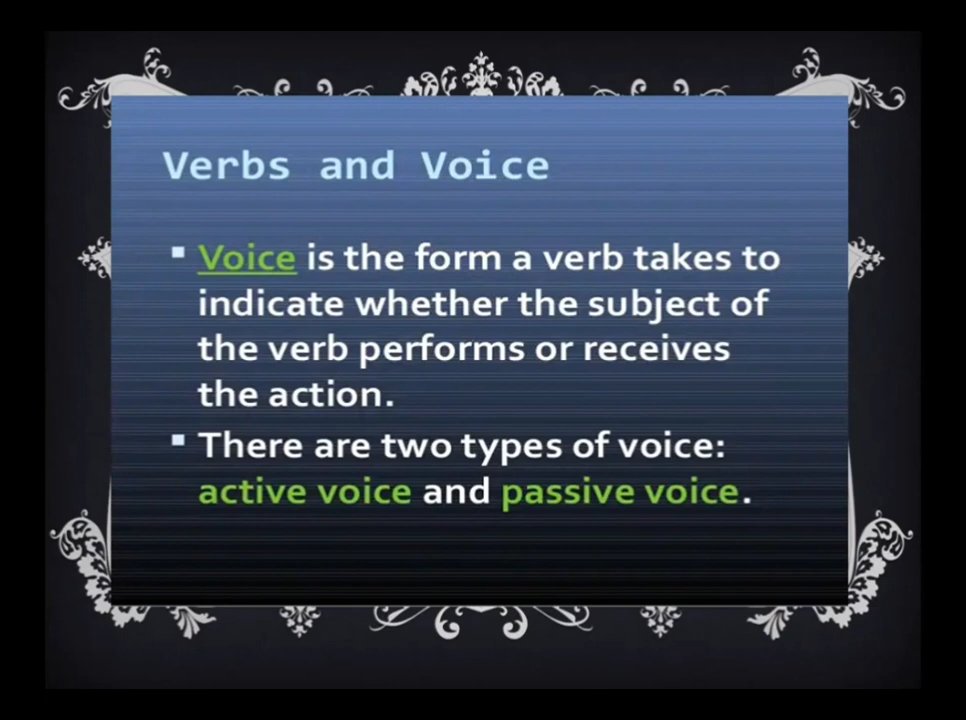 Verbs and Voice
Voice is the form a verb takes to
indicate whether the subject of
the verb performs or receives
the action.
There are two types of voice:
active voice and passive voice.